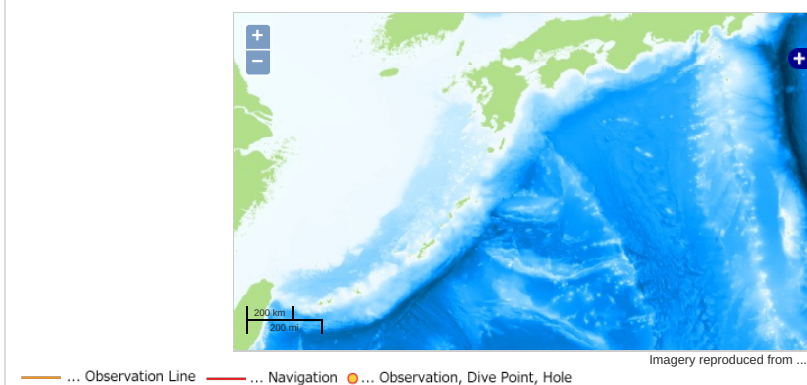 +
−
+
200 km
200 mi
Imagery reproduced from ...
... Observation Line ... Navigation ... Observation, Dive Point, Hole